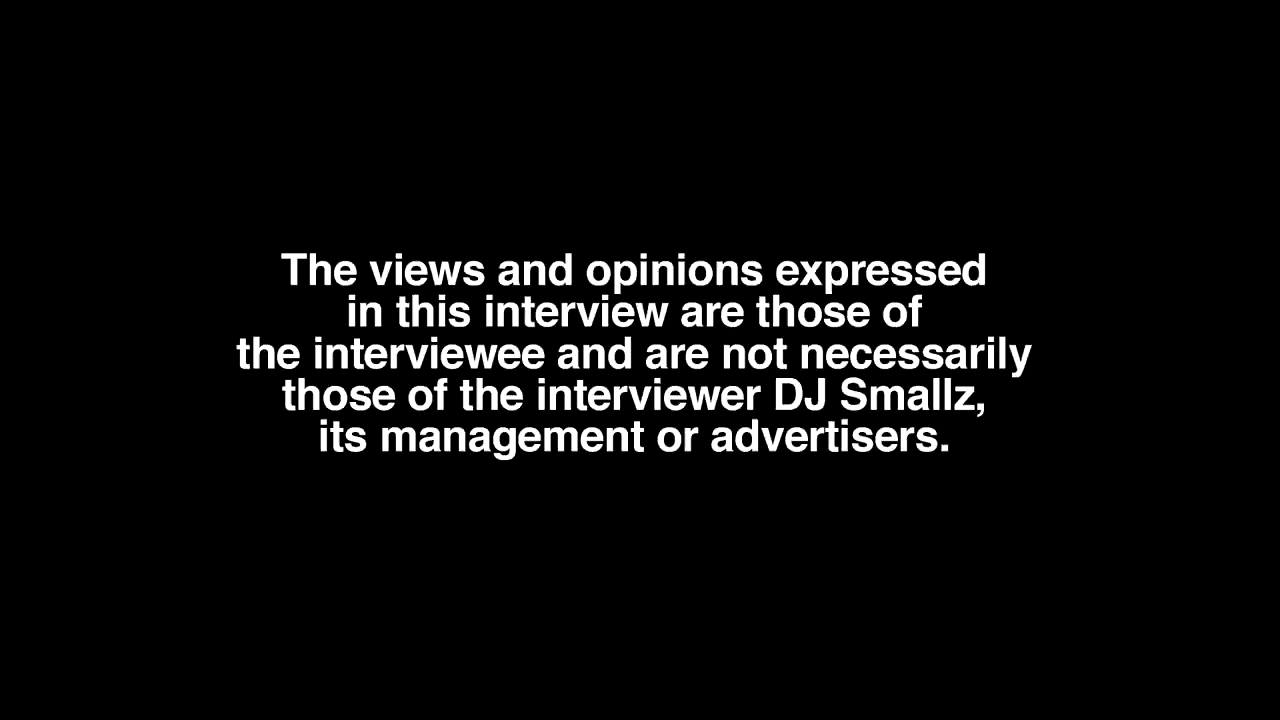 The views and opinions expressed
in this interview are those of
the interviewee and are not necessarily
those of the interviewer DJ Smallz,
its management or advertisers.